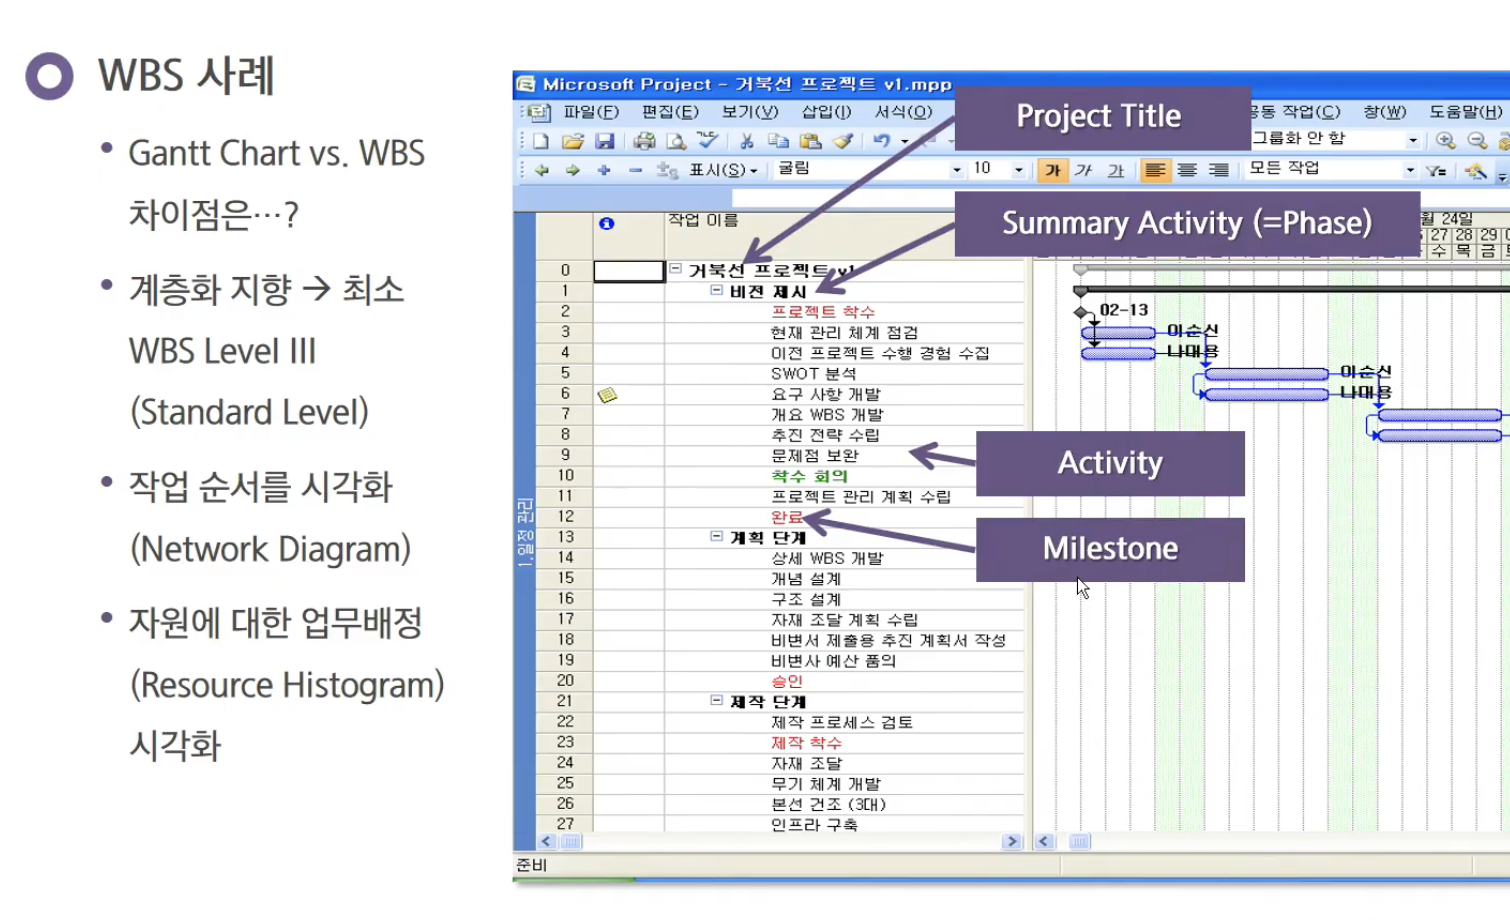 WBS 사례
• Gantt Chart vs. WBS
차이점은…?
• 계층화 지향 → 최소
WBS Level III
(Standard Level)
• 작업 순서를 시각화
(Network Diagram)
• 자원에 대한 업무배정
(Resource Histogram)
시각화
Microsoft Project - 거북선 프로젝트 v1.mpp
파일(F) 편집(E) 보기(V) 삽입(I) 서식(O) 공동 작업(C) 창(W) 도움말(H)
Project Title
그룹화 안 함
표시(S) 굴림 10 가 가 가 모든 작업
Summary Activity (=Phase)
작업 이름
월 24일
27 28 29
수 목 금
0 거북선 프로젝트 v1
1 비전 제시
2 프로젝트 착수 02-13
3 현재 관리 체계 점검 이순신
4 이전 프로젝트 수행 경험 수집 나대용
5 SWOT 분석 이순신
6 요구 사항 개발 나대용
7 개요 WBS 개발
8 추진 전략 수립
9 문제점 보완
Activity
10 착수 회의
11 프로젝트 관리 계획 수립
12 완료
Milestone
13 계획 단계
14 상세 WBS 개발
15 개념 설계
16 구조 설계
17 자재 조달 계획 수립
18 비변서 제출용 추진 계획서 작성
19 비변사 예산 품의
20 승인
21 제작 단계
22 제작 프로세스 검토
23 제작 착수
24 자재 조달
25 무기 체계 개발
26 본선 건조 (3대)
27 인프라 구축
1.일정 관리
준비